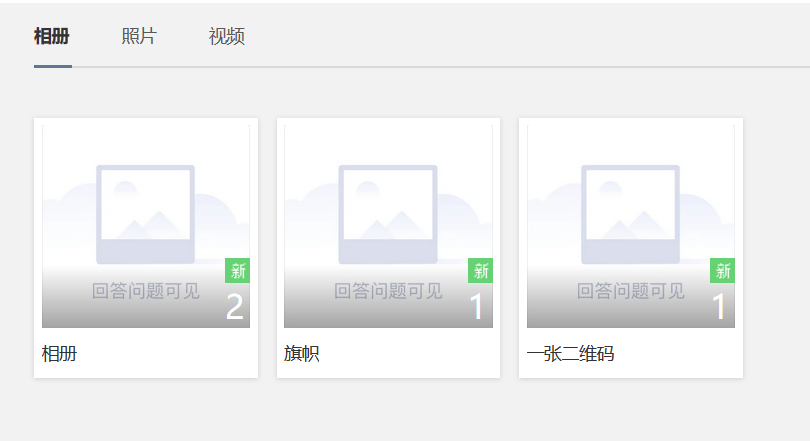 相册 照片 视频
新 新 新
回答问题可见 回答问题可见 回答问题可见
2 1 1
相册 旗帜 一张二维码